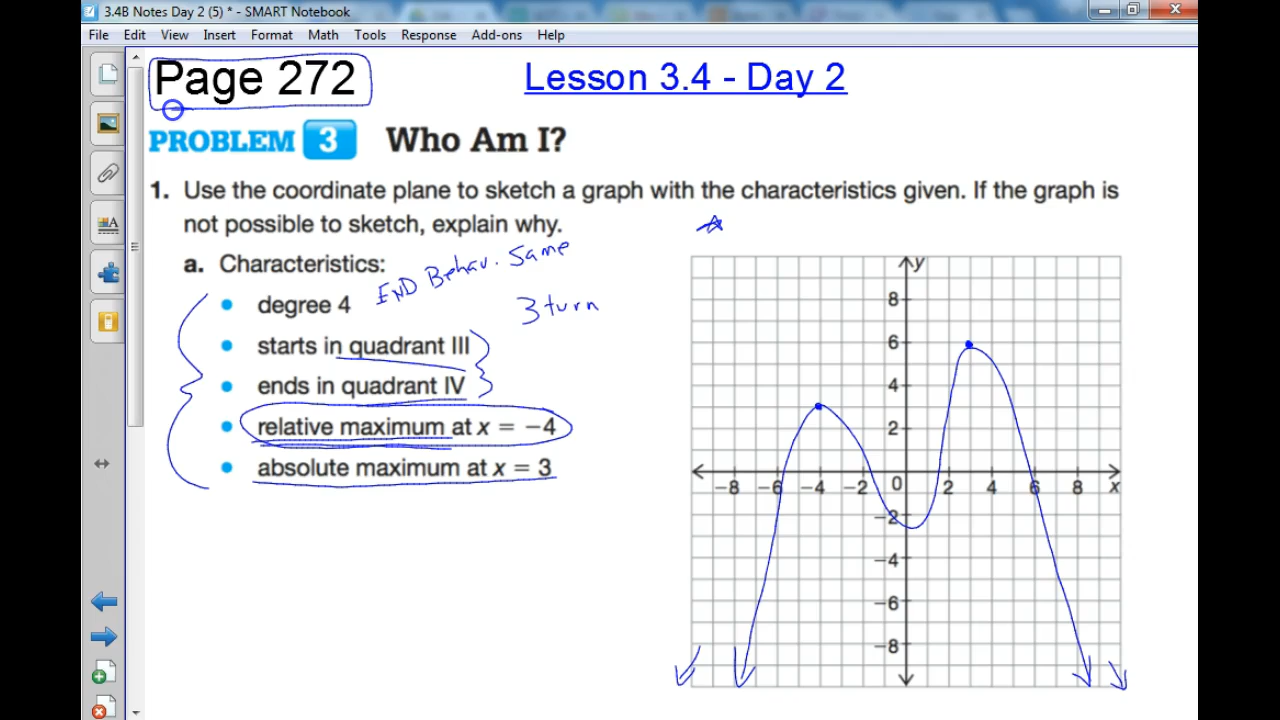 3.4B Notes Day 2 (5) * - SMART Notebook
File Edit View Insert Format Math Tools Response Add-ons Help
Page 272
Lesson 3.4 - Day 2
PROBLEM 3 Who Am I?
1. Use the coordinate plane to sketch a graph with the characteristics given. If the graph is
not possible to sketch, explain why.
a. Characteristics:
END Behav. Same
• degree 4
3 turn
• starts in quadrant III
• ends in quadrant IV
• relative maximum at x = −4
• absolute maximum at x = 3
y
8
6
4
2
−8 −6 −4 −2 0 2 4 6 8 x
−2
−4
−6
−8